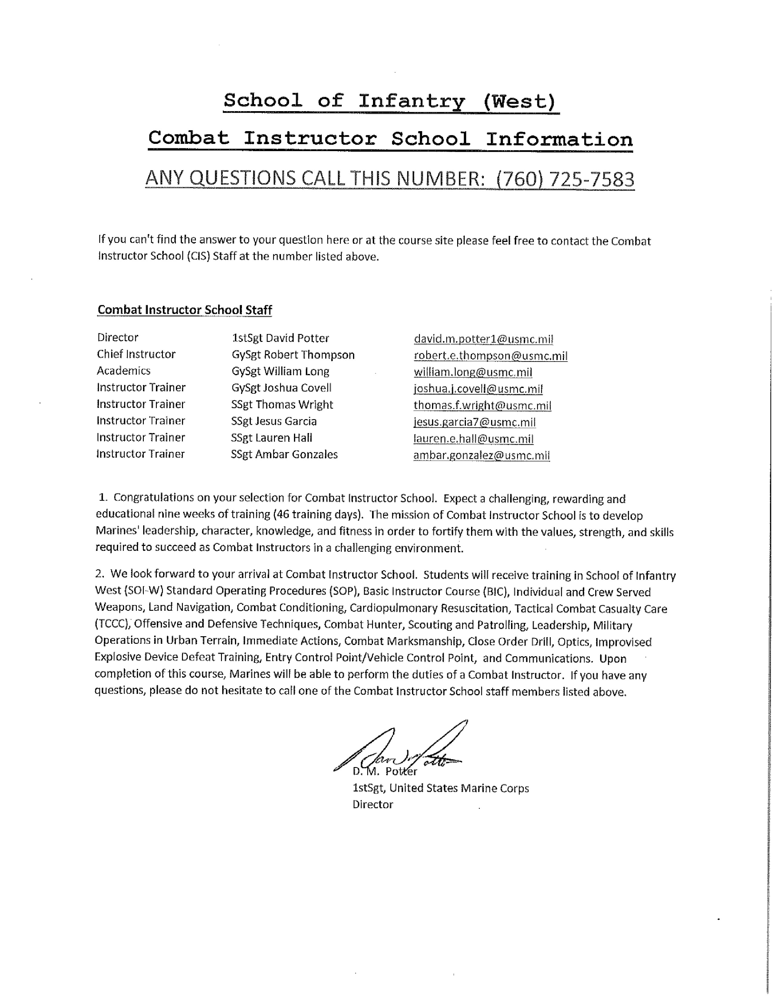 School of Infantry (West)
Combat Instructor School Information
ANY QUESTIONS CALL THIS NUMBER: (760) 725-7583
If you can't find the answer to your question here or at the course site please feel free to contact the Combat
Instructor School (CIS) Staff at the number listed above.
Combat Instructor School Staff
Director 1stSgt David Potter david.m.potter1@usmc.mil
Chief Instructor GySgt Robert Thompson robert.e.thompson@usmc.mil
Academics GySgt William Long william.long@usmc.mil
Instructor Trainer GySgt Joshua Covell joshua.j.covell@usmc.mil
Instructor Trainer SSgt Thomas Wright thomas.f.wright@usmc.mil
Instructor Trainer SSgt Jesus Garcia jesus.garcia7@usmc.mil
Instructor Trainer SSgt Lauren Hall lauren.e.hall@usmc.mil
Instructor Trainer SSgt Ambar Gonzales ambar.gonzalez@usmc.mil
1. Congratulations on your selection for Combat Instructor School. Expect a challenging, rewarding and
educational nine weeks of training (46 training days). The mission of Combat Instructor School is to develop
Marines' leadership, character, knowledge, and fitness in order to fortify them with the values, strength, and skills
required to succeed as Combat Instructors in a challenging environment.
2. We look forward to your arrival at Combat Instructor School. Students will receive training in School of Infantry
West (SOI-W) Standard Operating Procedures (SOP), Basic Instructor Course (BIC), Individual and Crew Served
Weapons, Land Navigation, Combat Conditioning, Cardiopulmonary Resuscitation, Tactical Combat Casualty Care
(TCCC), Offensive and Defensive Techniques, Combat Hunter, Scouting and Patrolling, Leadership, Military
Operations in Urban Terrain, Immediate Actions, Combat Marksmanship, Close Order Drill, Optics, Improvised
Explosive Device Defeat Training, Entry Control Point/Vehicle Control Point, and Communications. Upon
completion of this course, Marines will be able to perform the duties of a Combat Instructor. If you have any
questions, please do not hesitate to call one of the Combat Instructor School staff members listed above.
D. M. Potter
1stSgt, United States Marine Corps
Director